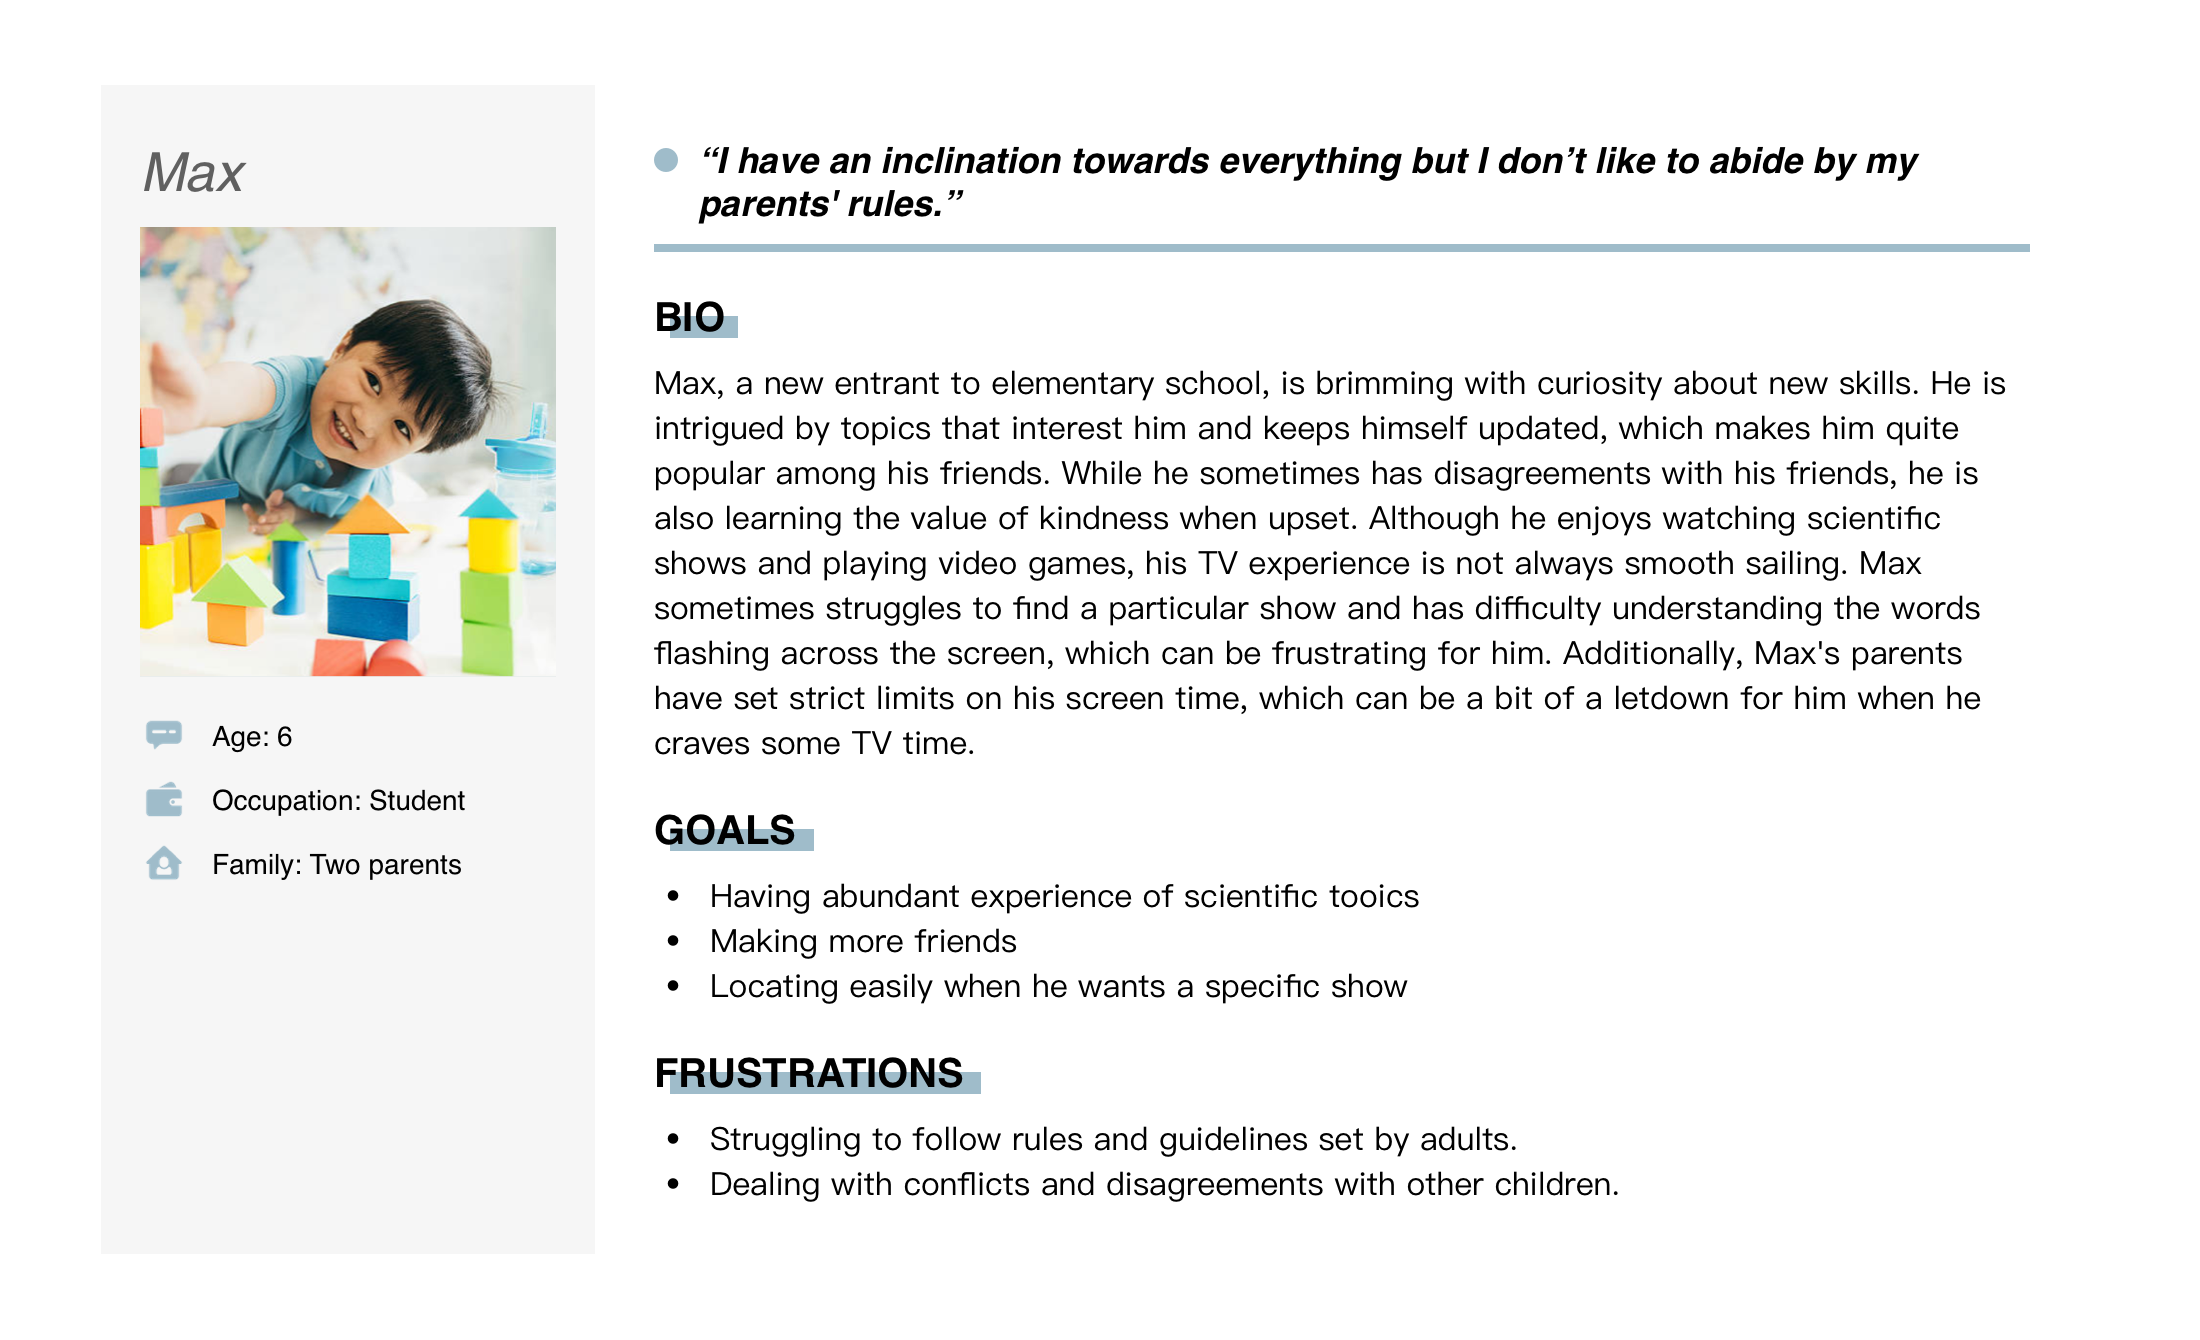 Max
Age: 6
Occupation: Student
Family: Two parents
“I have an inclination towards everything but I don’t like to abide by my
parents' rules.”
BIO
Max, a new entrant to elementary school, is brimming with curiosity about new skills. He is
intrigued by topics that interest him and keeps himself updated, which makes him quite
popular among his friends. While he sometimes has disagreements with his friends, he is
also learning the value of kindness when upset. Although he enjoys watching scientific
shows and playing video games, his TV experience is not always smooth sailing. Max
sometimes struggles to find a particular show and has difficulty understanding the words
flashing across the screen, which can be frustrating for him. Additionally, Max's parents
have set strict limits on his screen time, which can be a bit of a letdown for him when he
craves some TV time.
GOALS
• Having abundant experience of scientific tooics
• Making more friends
• Locating easily when he wants a specific show
FRUSTRATIONS
• Struggling to follow rules and guidelines set by adults.
• Dealing with conflicts and disagreements with other children.